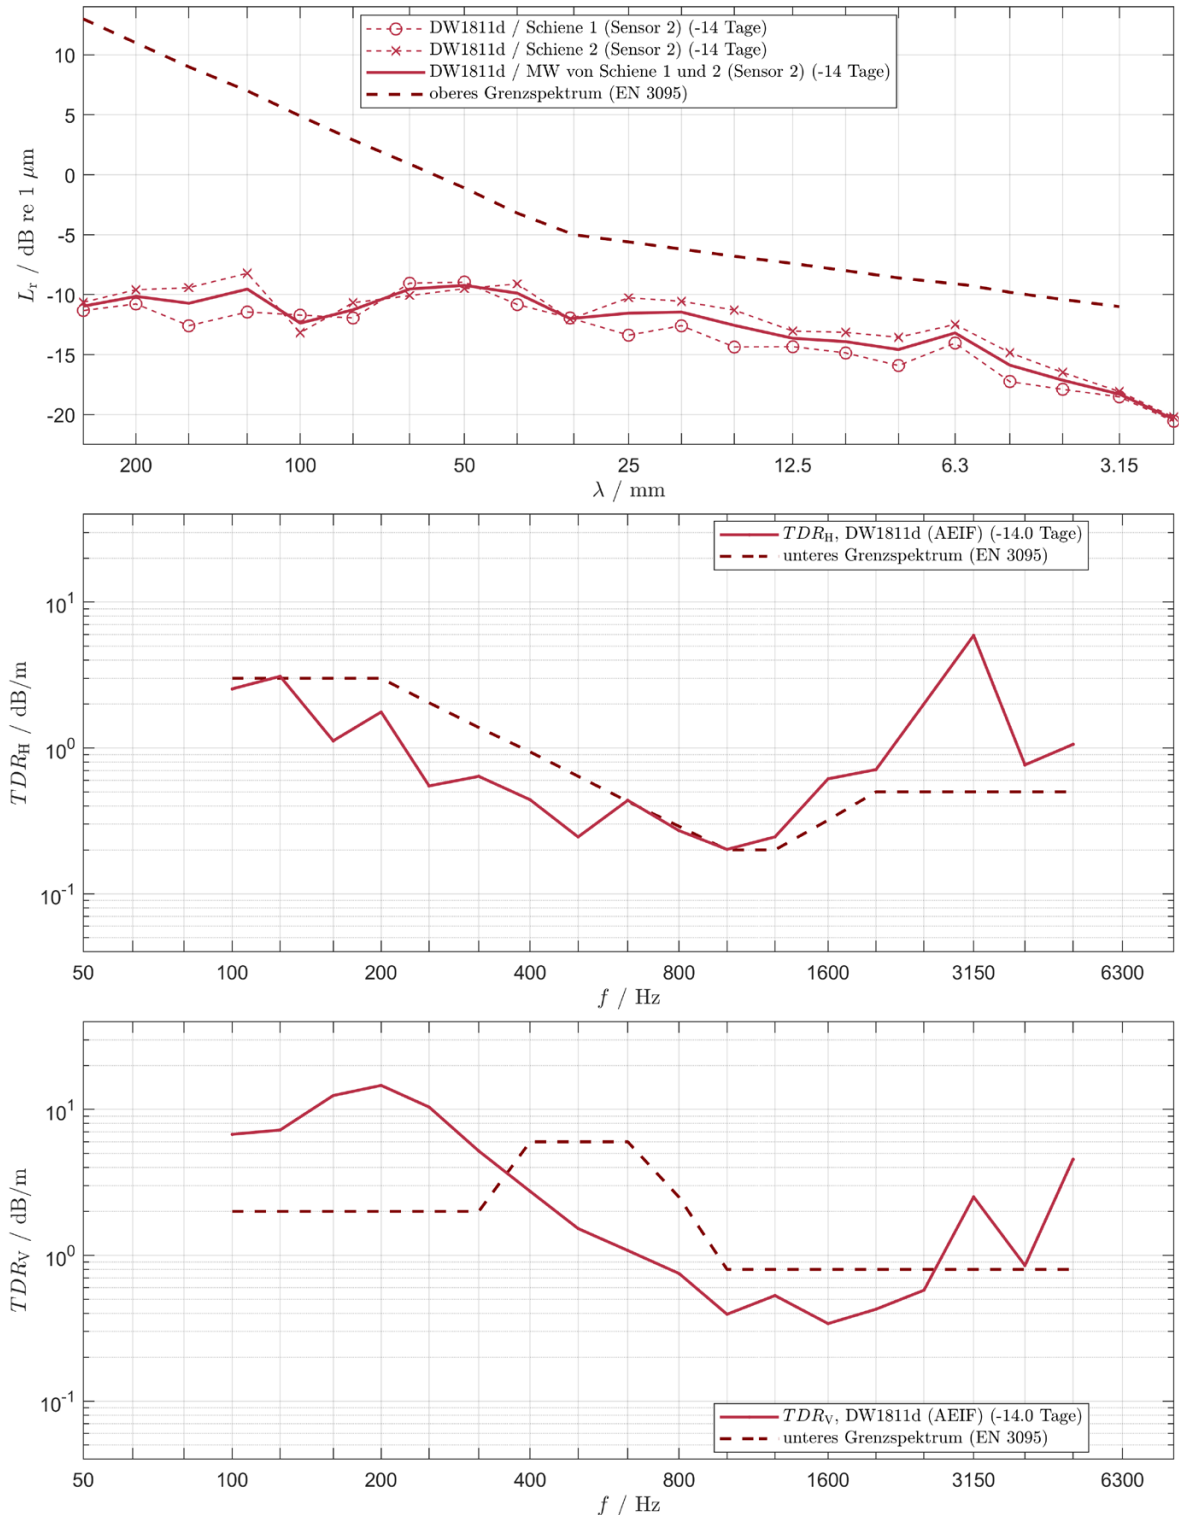 DW1811d / Schiene 1 (Sensor 2) (-14 Tage)
DW1811d / Schiene 2 (Sensor 2) (-14 Tage)
DW1811d / MW von Schiene 1 und 2 (Sensor 2) (-14 Tage)
oberes Grenzspektrum (EN 3095)
10
5
0
-5
-10
-15
-20
L_r / dB re 1 μm
200 100 50 25 12.5 6.3 3.15
λ / mm
TDR_H, DW1811d (AEIF) (-14.0 Tage)
unteres Grenzspektrum (EN 3095)
10^1
10^0
10^-1
TDR_H / dB/m
50 100 200 400 800 1600 3150 6300
f / Hz
10^1
10^0
10^-1
TDR_V / dB/m
TDR_V, DW1811d (AEIF) (-14.0 Tage)
unteres Grenzspektrum (EN 3095)
50 100 200 400 800 1600 3150 6300
f / Hz